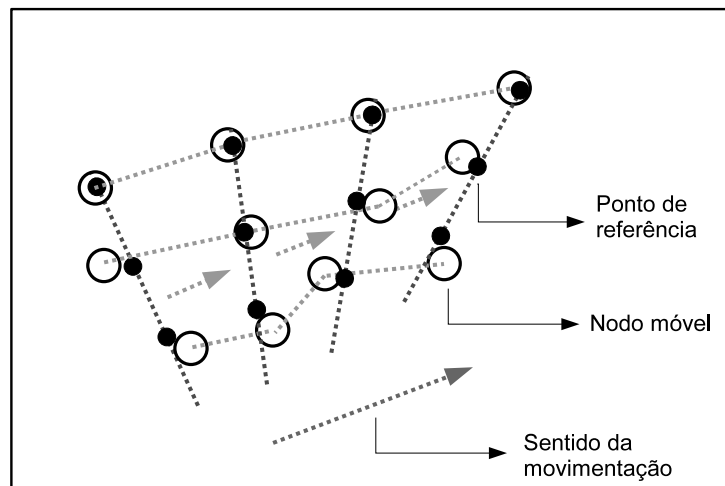 Ponto de
referência
Nodo móvel
Sentido da
movimentação